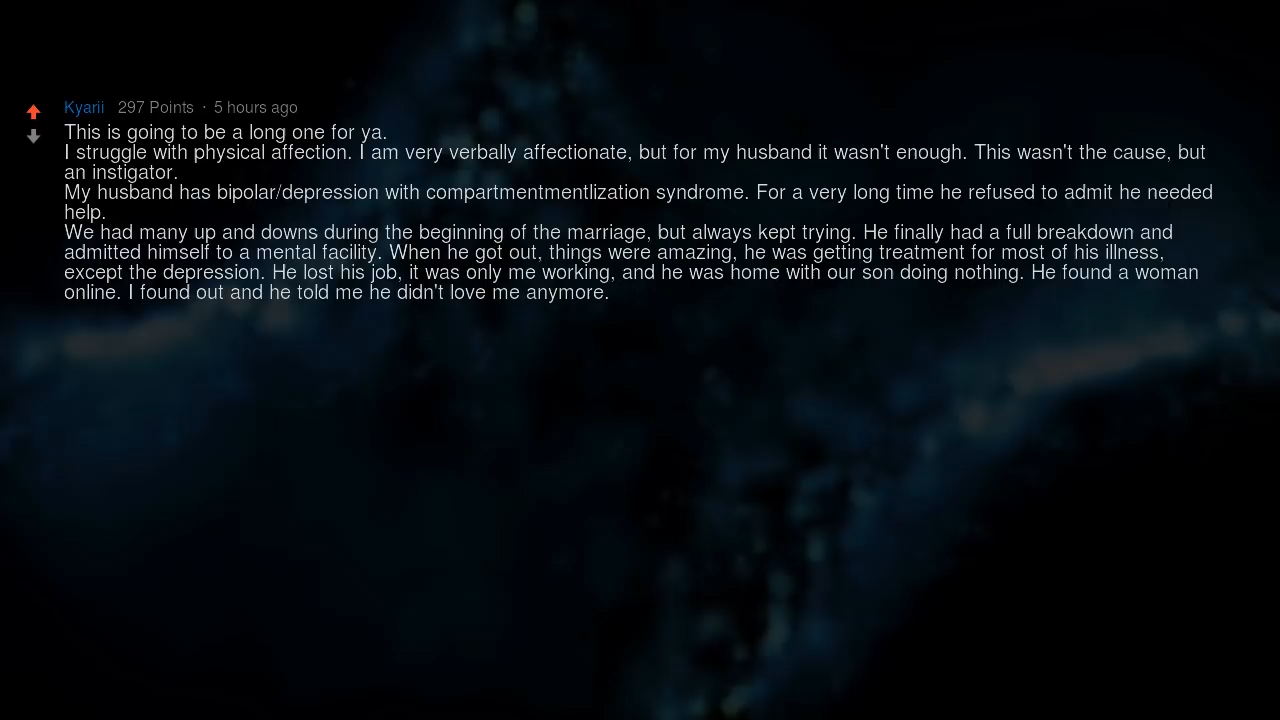 Kyarii 297 Points · 5 hours ago
This is going to be a long one for ya.
I struggle with physical affection. I am very verbally affectionate, but for my husband it wasn't enough. This wasn't the cause, but
an instigator.
My husband has bipolar/depression with compartmentmentlization syndrome. For a very long time he refused to admit he needed
help.
We had many up and downs during the beginning of the marriage, but always kept trying. He finally had a full breakdown and
admitted himself to a mental facility. When he got out, things were amazing, he was getting treatment for most of his illness,
except the depression. He lost his job, it was only me working, and he was home with our son doing nothing. He found a woman
online. I found out and he told me he didn't love me anymore.